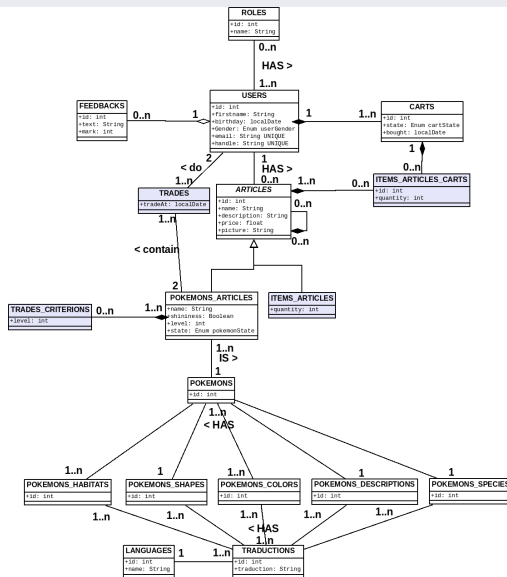 ROLES
+id: int
+name: String
0..n
HAS >
1..n
USERS
+id: int
+firstname: String
+birthday: localDate
+Gender: Enum userGender
+email: String UNIQUE
+handle: String UNIQUE
FEEDBACKS
+id: int
+text: String
+mark: int
0..n
1
1
1..n
CARTS
+id: int
+state: Enum cartState
+bought: localDate
1
0..n
2
< do
1..n
1
HAS >
0..n
TRADES
+tradeAt: localDate
1..n
ARTICLES
+id: int
+name: String
+description: String
+price: float
+picture: String
1..n
0..n
0..n
0..n
ITEMS_ARTICLES_CARTS
+id: int
+quantity: int
< contain
2
POKEMONS_ARTICLES
+name: String
+shininess: Boolean
+level: int
+state: Enum pokemonState
ITEMS_ARTICLES
+quantity: int
TRADES_CRITERIONS
+level: int
0..n
1..n
1..n
IS >
1
POKEMONS
+id: int
1..n
< HAS
1..n
1
1..n
1
1
POKEMONS_HABITATS
+id: int
POKEMONS_SHAPES
+id: int
POKEMONS_COLORS
+id: int
POKEMONS_DESCRIPTIONS
+id: int
POKEMONS_SPECIES
+id: int
1..n
1..n
1..n
1..n
1..n
< HAS
1..n
LANGUAGES
+id: int
+name: String
1
1..n
TRADUCTIONS
+id: int
+traduction: String